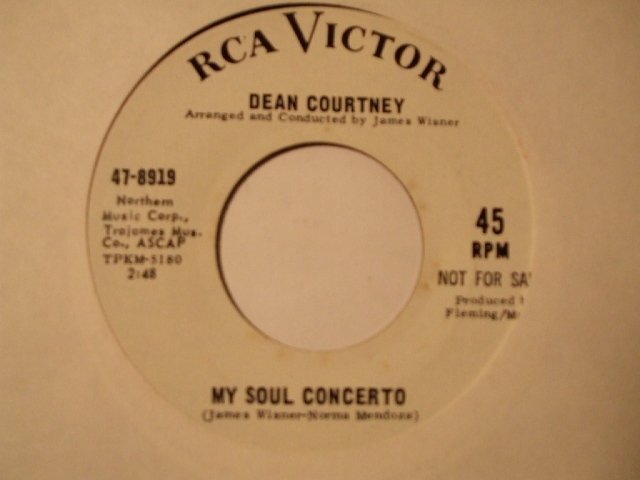 RCA VICTOR
DEAN COURTNEY
Arranged and Conducted by James Wisner
47-8919
Northern
Music Corp.,
Trojames Mus.
Co., ASCAP
TPKM-5180
2:48
45
RPM
NOT FOR SA
Produced
Fleming/M
MY SOUL CONCERTO
(James Wisner-Norma Mendoza)